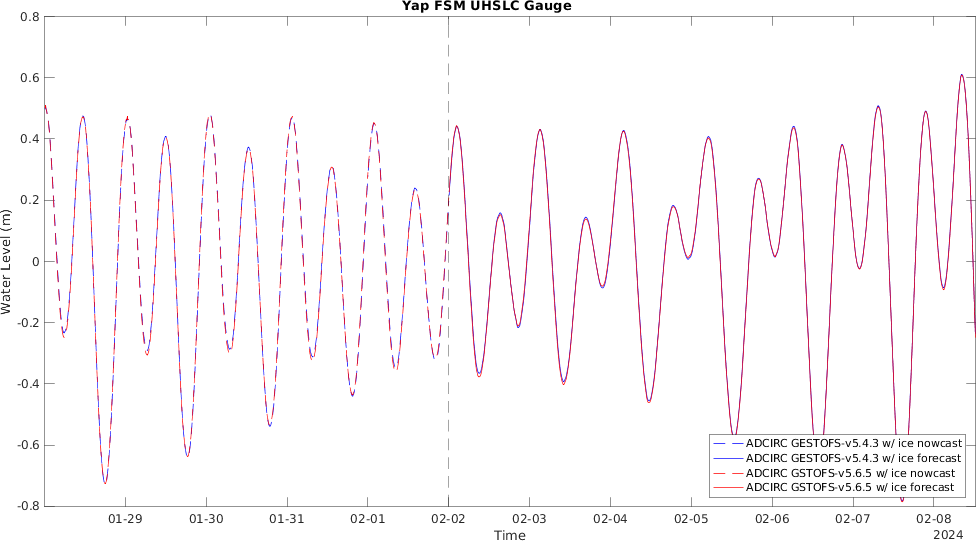 Yap FSM UHSLC Gauge
0.8
0.6
0.4
0.2
0
-0.2
-0.4
-0.6
-0.8
Water Level (m)
ADCIRC GESTOFS-v5.4.3 w/ ice nowcast
ADCIRC GESTOFS-v5.4.3 w/ ice forecast
ADCIRC GSTOFS-v5.6.5 w/ ice nowcast
ADCIRC GSTOFS-v5.6.5 w/ ice forecast
01-29 01-30 01-31 02-01 02-02 02-03 02-04 02-05 02-06 02-07 02-08
Time 2024